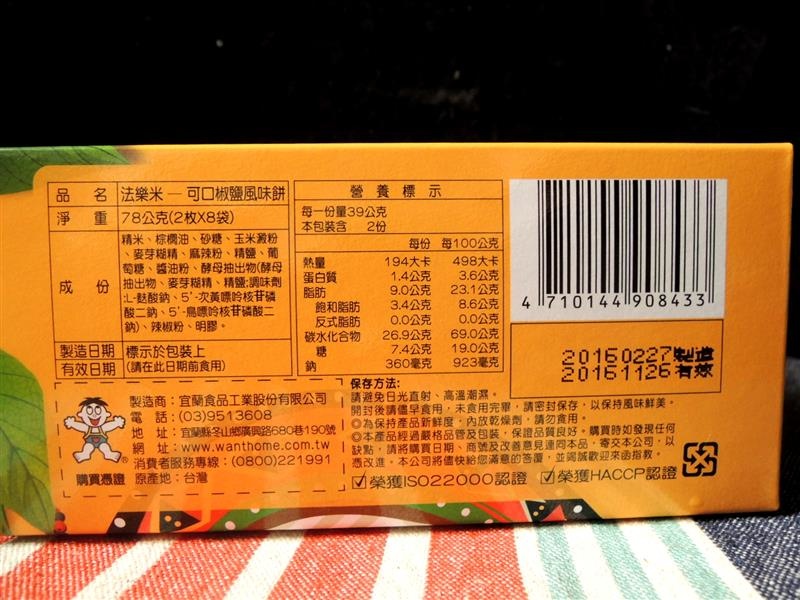 品名 法樂米—可口椒鹽風味餅
淨重 78公克(2枚X8袋)
成份
精米、棕櫚油、砂糖、玉米澱粉
、麥芽糊精、麻辣粉、精鹽、葡
萄糖、醬油粉、酵母抽出物(酵母
抽出物、麥芽糊精、精鹽;調味劑
:L-麩酸鈉、5'-次黃嘌呤核苷磷
酸二鈉、5'-鳥嘌呤核苷磷酸二
鈉)、辣椒粉、明膠。
製造日期 標示於包裝上
有效日期 (請在此日期前食用)
營養標示
每一份量39公克
本包裝含 2份
每份 每100公克
熱量 194大卡 498大卡
蛋白質 1.4公克 3.6公克
脂肪 9.0公克 23.1公克
飽和脂肪 3.4公克 8.6公克
反式脂肪 0.0公克 0.0公克
碳水化合物 26.9公克 69.0公克
糖 7.4公克 19.0公克
鈉 360毫克 923毫克
4 710144 908433
20160227製造
20161126有效
製造商:宜蘭食品工業股份有限公司
電話:(03)9513608
地址:宜蘭縣冬山鄉廣興路680巷190號
網址:www.wanthome.com.tw
消費者服務專線:(0800)221991
原產地:台灣
購買憑證
保存方法:
請避免日光直射、高溫潮濕。
開封後請儘早食用,未食用完畢,請密封保存,以保持風味鮮美。
◎為保持產品新鮮度,內放乾燥劑,請勿食用。
◎本產品經過嚴格品管及包裝,保證品質良好。購買時如發現任何
缺點,請將購買日期、商號及改善意見連同本品,寄交本公司,以
憑改進,本公司將儘快給您滿意的答覆,並竭誠歡迎來函指教。
☑榮獲ISO22000認證 ☑榮獲HACCP認證